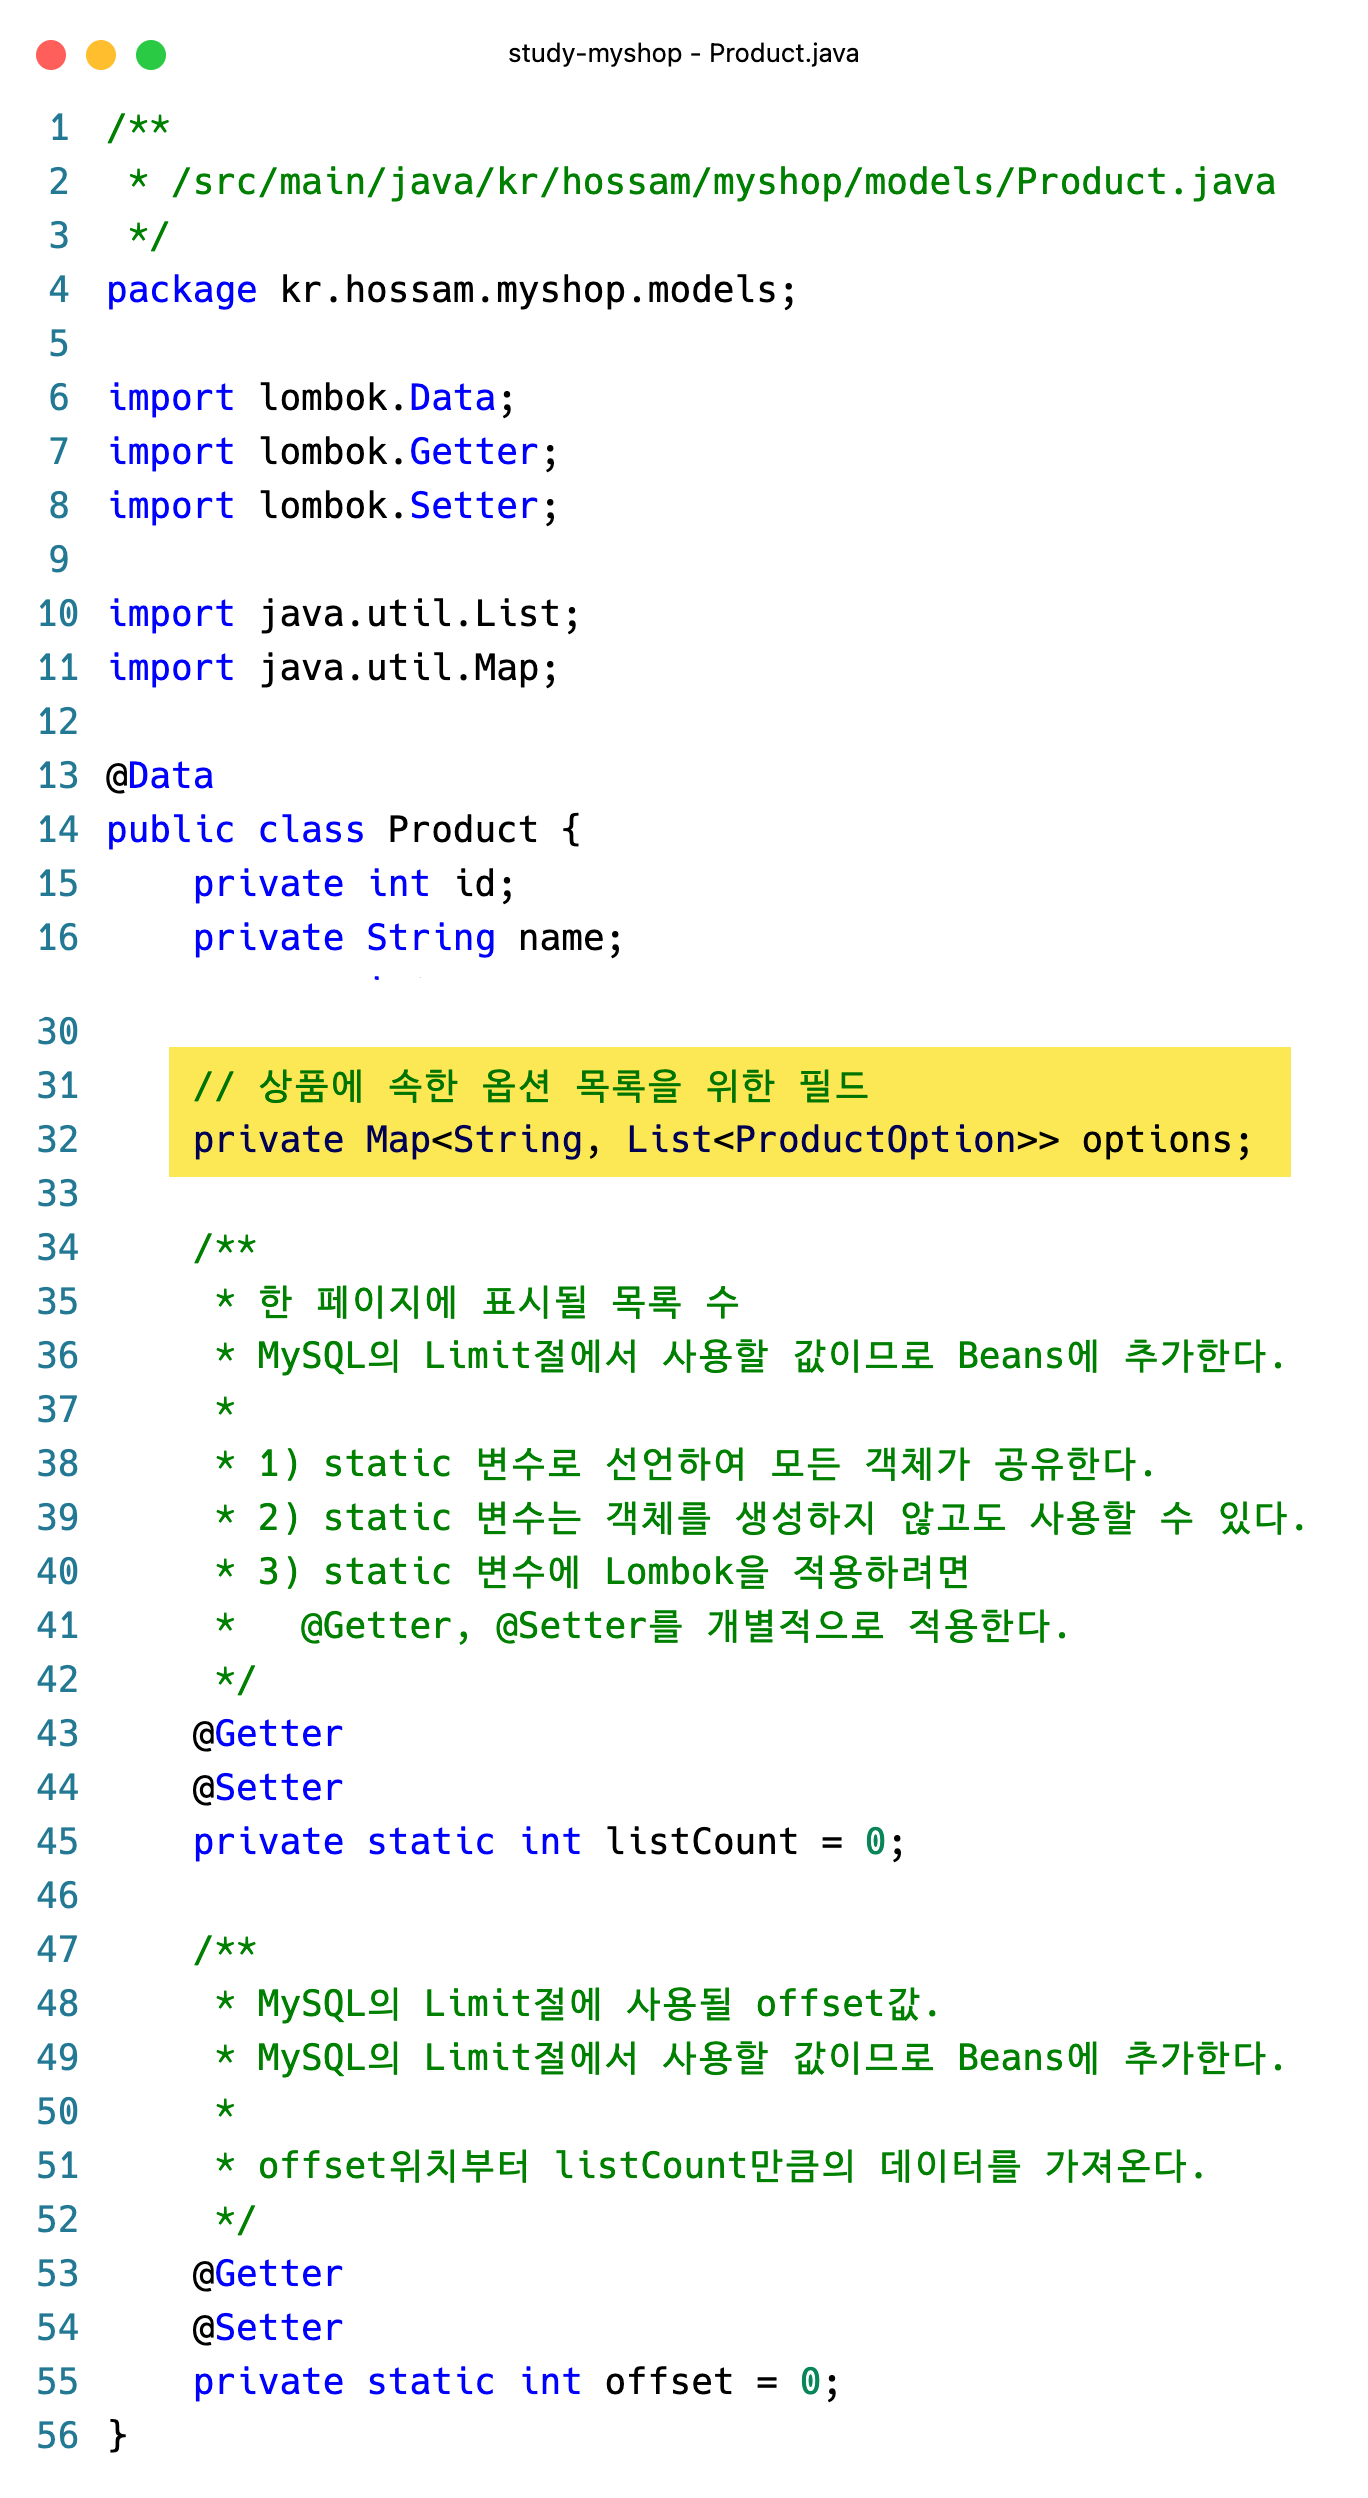 study-myshop - Product.java
1 /**
2  * /src/main/java/kr/hossam/myshop/models/Product.java
3  */
4 package kr.hossam.myshop.models;
5
6 import lombok.Data;
7 import lombok.Getter;
8 import lombok.Setter;
9
10 import java.util.List;
11 import java.util.Map;
12
13 @Data
14 public class Product {
15     private int id;
16     private String name;
30
31     // 상품에 속한 옵션 목록을 위한 필드
32     private Map<String, List<ProductOption>> options;
33
34     /**
35      * 한 페이지에 표시될 목록 수
36      * MySQL의 Limit절에서 사용할 값이므로 Beans에 추가한다.
37      *
38      * 1) static 변수로 선언하여 모든 객체가 공유한다.
39      * 2) static 변수는 객체를 생성하지 않고도 사용할 수 있다.
40      * 3) static 변수에 Lombok을 적용하려면
41      *   @Getter, @Setter를 개별적으로 적용한다.
42      */
43     @Getter
44     @Setter
45     private static int listCount = 0;
46
47     /**
48      * MySQL의 Limit절에 사용될 offset값.
49      * MySQL의 Limit절에서 사용할 값이므로 Beans에 추가한다.
50      *
51      * offset위치부터 listCount만큼의 데이터를 가져온다.
52      */
53     @Getter
54     @Setter
55     private static int offset = 0;
56 }